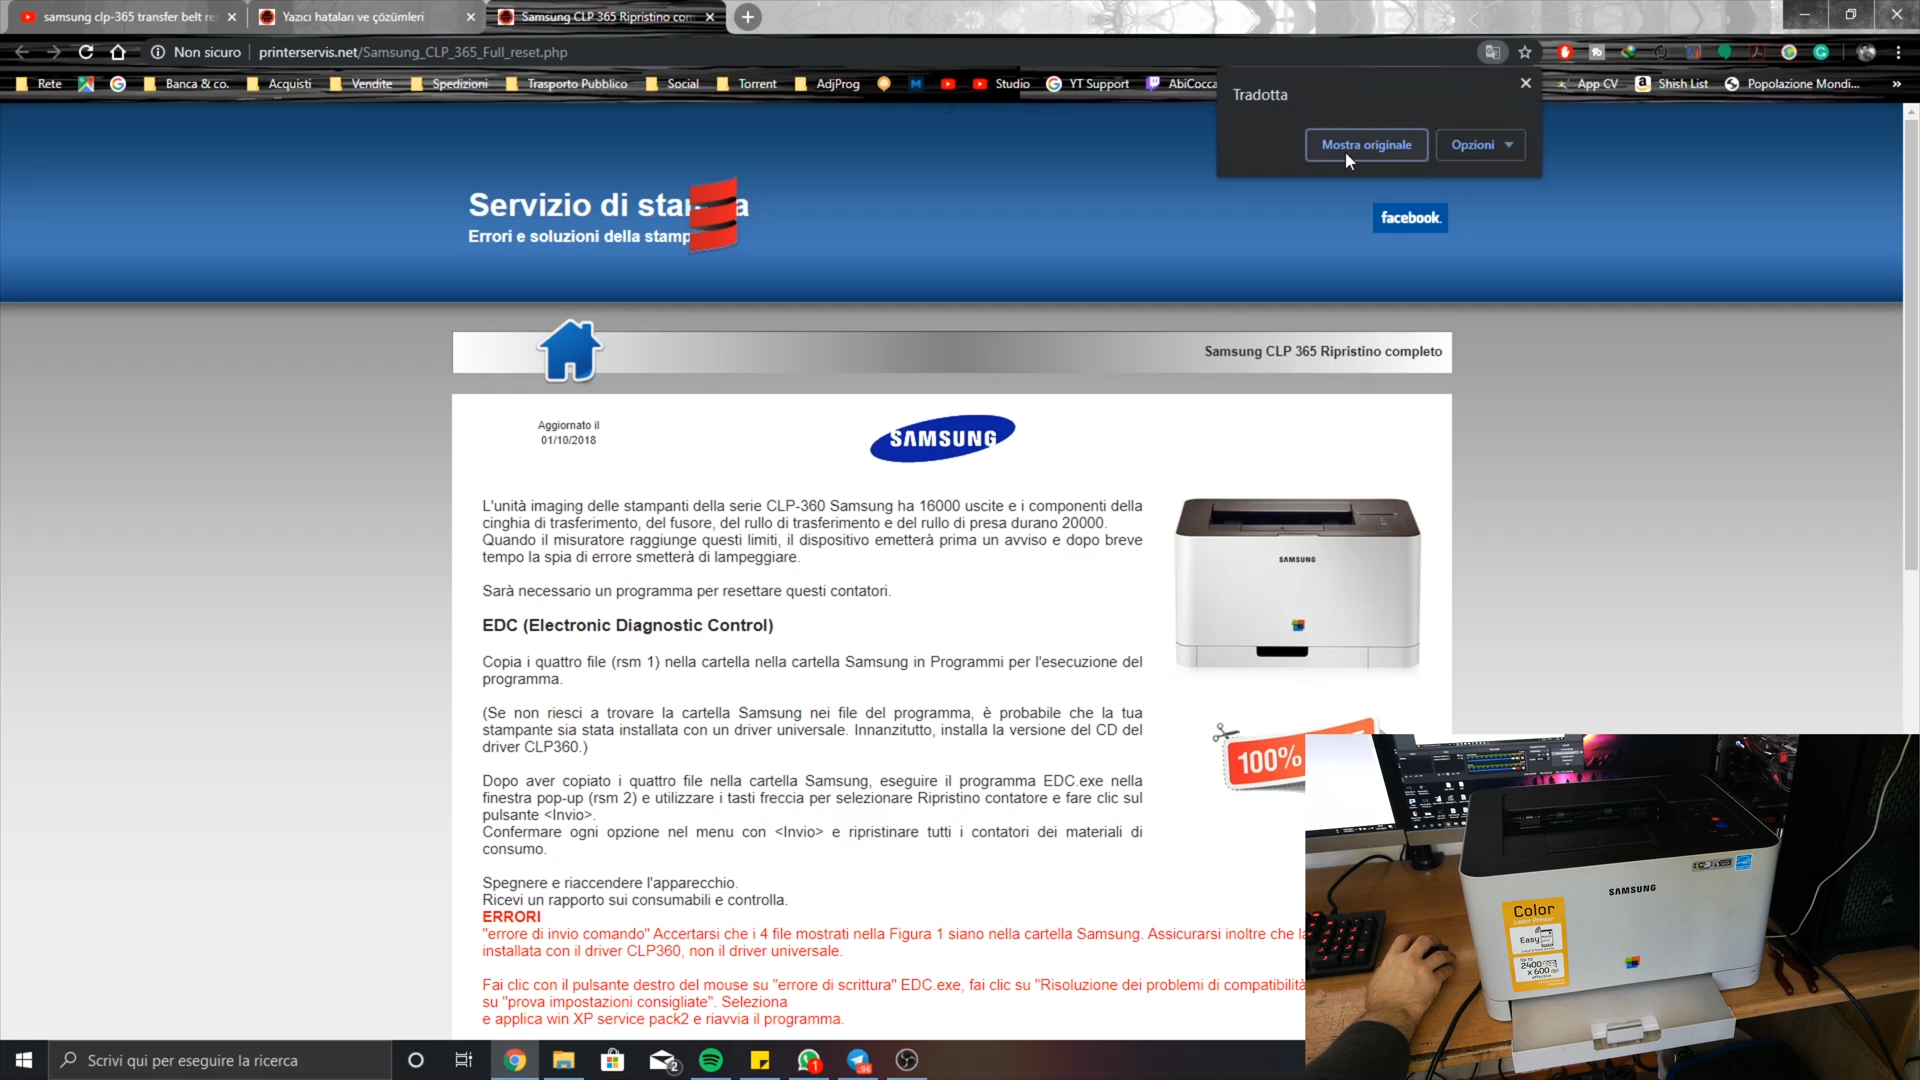 samsung clp-365 transfer belt re
Yazıcı hataları ve çözümleri
Samsung CLP 365 Ripristino com
Non sicuro
printerservis.net/Samsung_CLP_365_Full_reset.php
Rete
Banca & co.
Acquisti
Vendite
Spedizioni
Trasporto Pubblico
Social
Torrent
AdjProg
Studio
YT Support
AbiCocca
App CV
Shish List
Popolazione Mondi...
Tradotta
Mostra originale
Opzioni
Servizio di
Errori e soluzioni della stamp
facebook.
Samsung CLP 365 Ripristino completo
Aggiornato il
01/10/2018
SAMSUNG
L'unità imaging delle stampanti della serie CLP-360 Samsung ha 16000 uscite e i componenti della
cinghia di trasferimento, del fusore, del rullo di trasferimento e del rullo di presa durano 20000.
Quando il misuratore raggiunge questi limiti, il dispositivo emetterà prima un avviso e dopo breve
tempo la spia di errore smetterà di lampeggiare.
Sarà necessario un programma per resettare questi contatori.
EDC (Electronic Diagnostic Control)
Copia i quattro file (rsm 1) nella cartella nella cartella Samsung in Programmi per l'esecuzione del
programma.
(Se non riesci a trovare la cartella Samsung nei file del programma, è probabile che la tua
stampante sia stata installata con un driver universale. Innanzitutto, installa la versione del CD del
driver CLP360.)
Dopo aver copiato i quattro file nella cartella Samsung, eseguire il programma EDC.exe nella
finestra pop-up (rsm 2) e utilizzare i tasti freccia per selezionare Ripristino contatore e fare clic sul
pulsante <Invio>.
Confermare ogni opzione nel menu con <Invio> e ripristinare tutti i contatori dei materiali di
consumo.
Spegnere e riaccendere l'apparecchio.
Ricevi un rapporto sui consumabili e controlla.
ERRORI
"errore di invio comando" Accertarsi che i 4 file mostrati nella Figura 1 siano nella cartella Samsung. Assicurarsi inoltre che la
installata con il driver CLP360, non il driver universale.
Fai clic con il pulsante destro del mouse su "errore di scrittura" EDC.exe, fai clic su "Risoluzione dei problemi di compatibilità
su "prova impostazioni consigliate". Seleziona
e applica win XP service pack2 e riavvia il programma.
SAMSUNG
100%
SAMSUNG
Color
Laser Printer
Easy
Up to
2400
x 600 dpi
effective
Scrivi qui per eseguire la ricerca
2
1
96